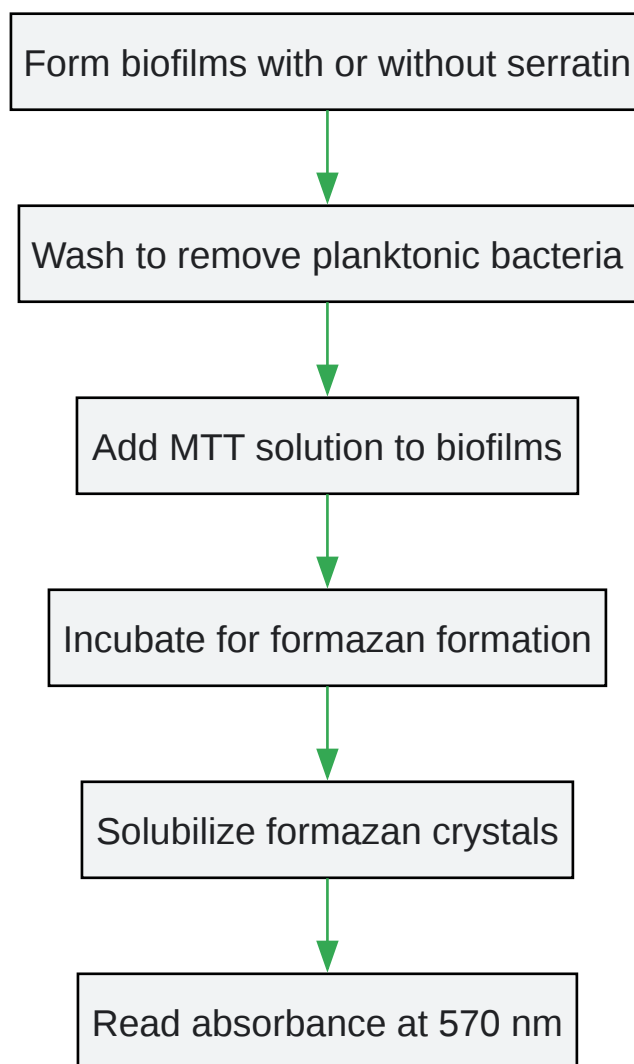 Form biofilms with or without serratin
Wash to remove planktonic bacteria
Add MTT solution to biofilms
Incubate for formazan formation
Solubilize formazan crystals
Read absorbance at 570 nm